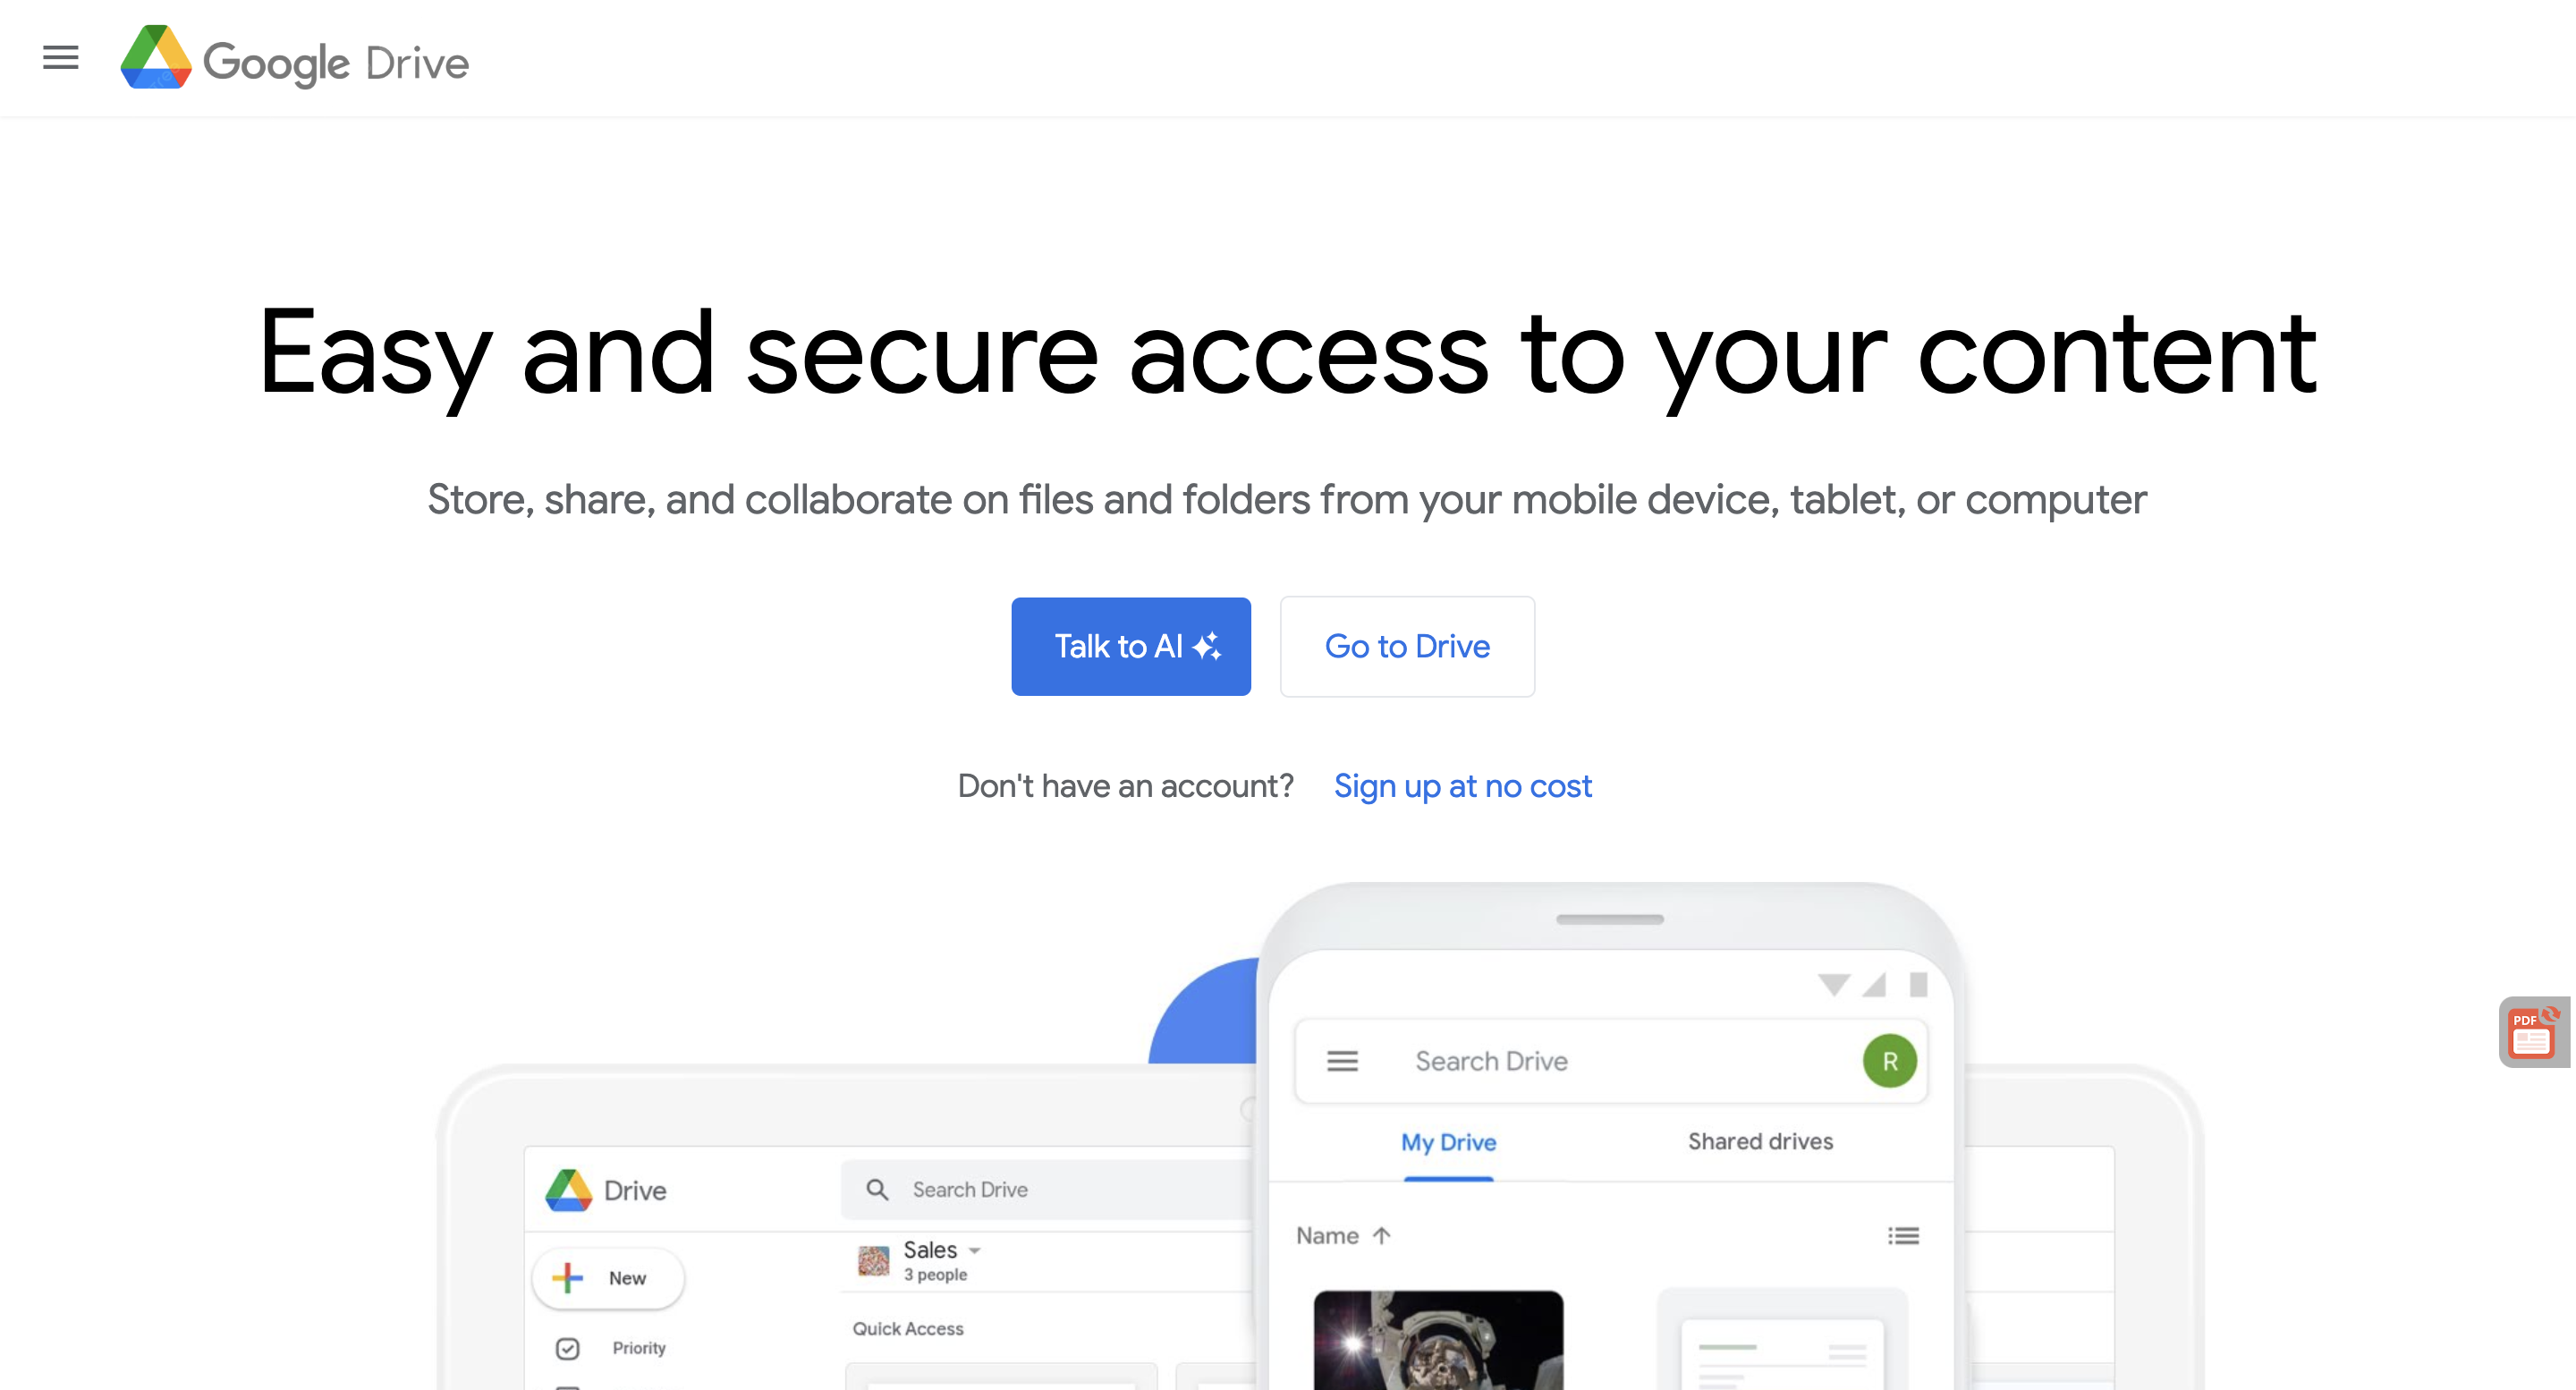 Google Drive
Easy and secure access to your content
Store, share, and collaborate on files and folders from your mobile device, tablet, or computer
Talk to AI
Go to Drive
Don't have an account? Sign up at no cost
PDF
Search Drive
R
My Drive
Shared drives
Name
Drive
Search Drive
Sales
3 people
New
Quick Access
Priority